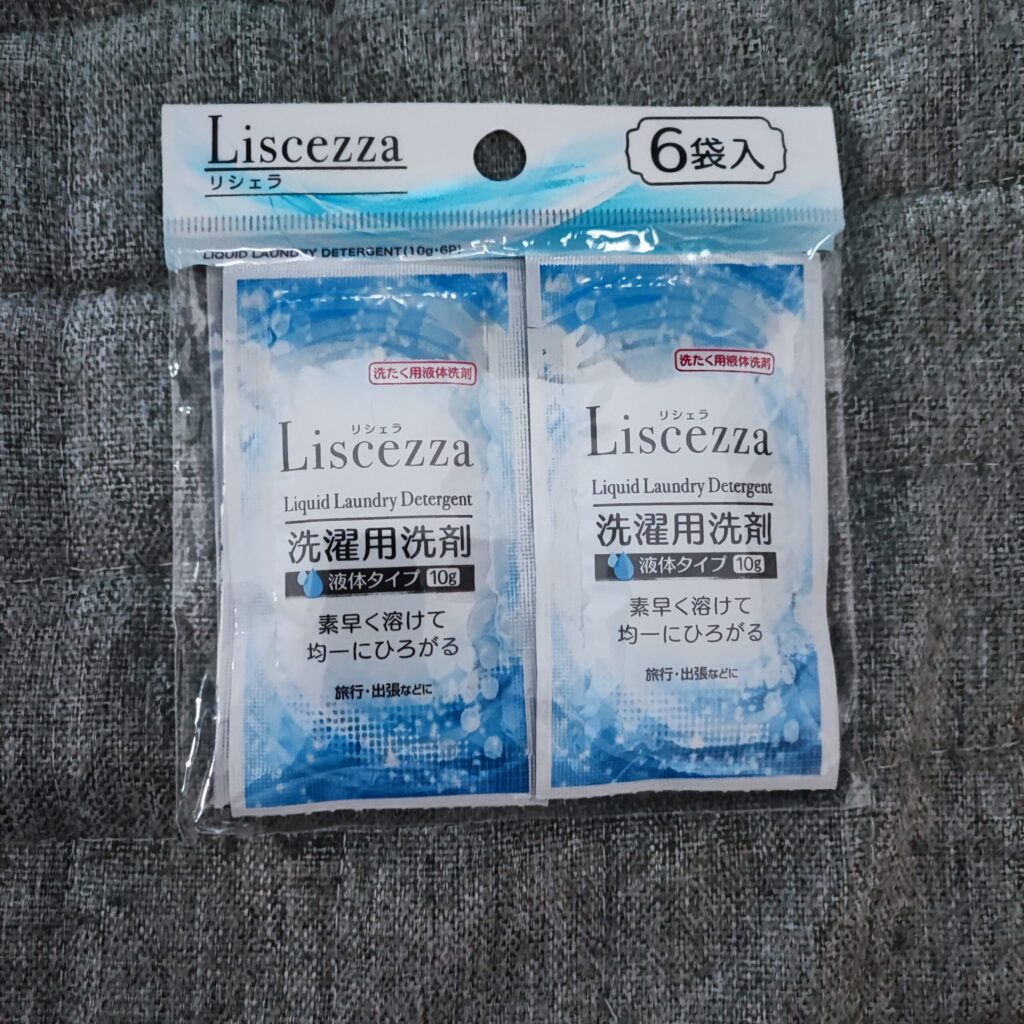 Liscezza
リシェラ
6袋入
LIQUID LAUNDRY DETERGENT(10g・6P)
洗たく用液体洗剤
リシェラ
Liscezza
Liquid Laundry Detergent
洗濯用洗剤
液体タイプ 10g
素早く溶けて
均一にひろがる
旅行・出張などに
洗たく用液体洗剤
リシェラ
Liscezza
Liquid Laundry Detergent
洗濯用洗剤
液体タイプ 10g
素早く溶けて
均一にひろがる
旅行・出張などに